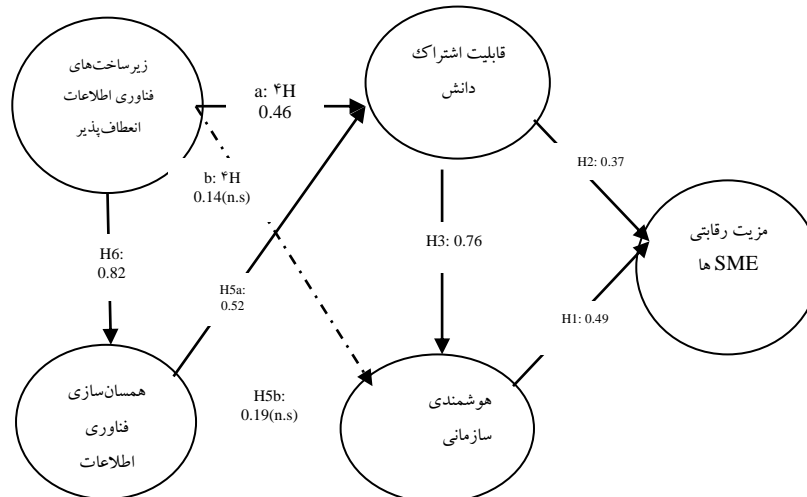 زیرساخت‌های
فناوری اطلاعات
انعطاف‌پذیر
a: ۴H
0.46
قابلیت اشتراک
دانش
b: ۴H
0.14(n.s)
H2: 0.37
H6:
0.82
H3: 0.76
مزیت رقابتی
SME ها
H5a:
0.52
H1: 0.49
همسان‌سازی
فناوری
اطلاعات
H5b:
0.19(n.s)
هوشمندی
سازمانی